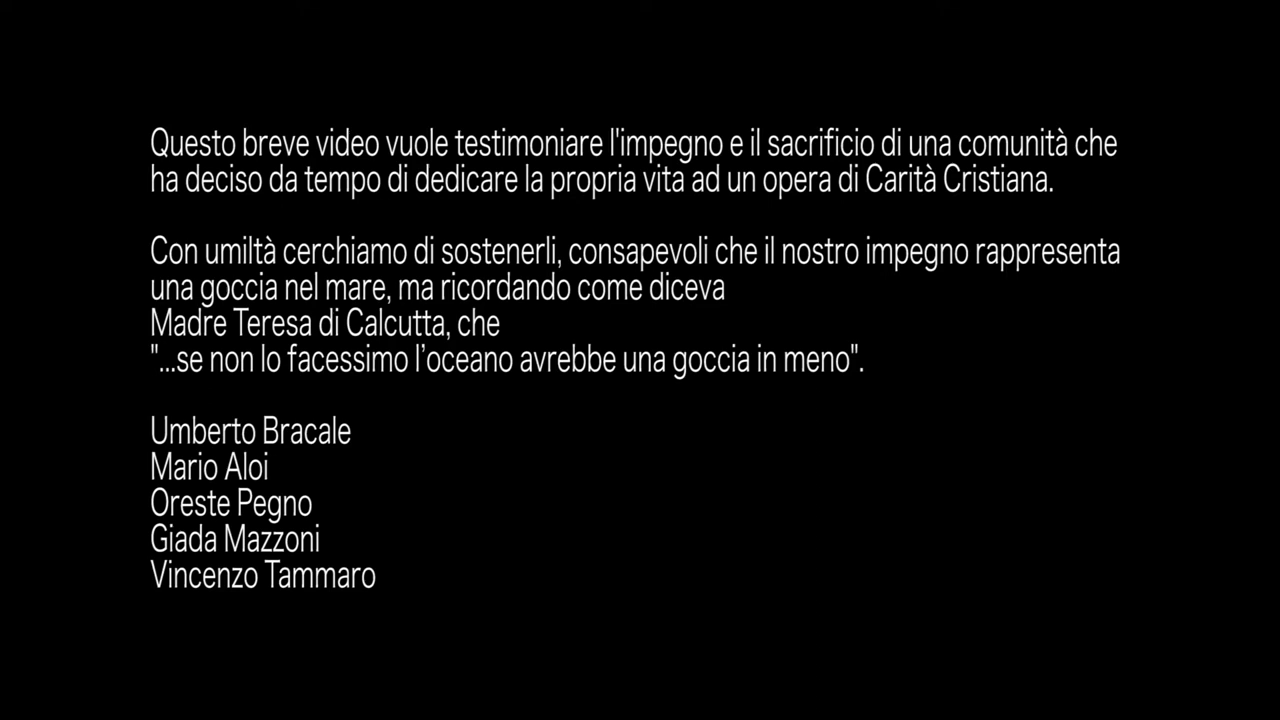 Questo breve video vuole testimoniare l'impegno e il sacrificio di una comunità che
ha deciso da tempo di dedicare la propria vita ad un opera di Carità Cristiana.
Con umiltà cerchiamo di sostenerli, consapevoli che il nostro impegno rappresenta
una goccia nel mare, ma ricordando come diceva
Madre Teresa di Calcutta, che
"...se non lo facessimo l’oceano avrebbe una goccia in meno".
Umberto Bracale
Mario Aloi
Oreste Pegno
Giada Mazzoni
Vincenzo Tammaro